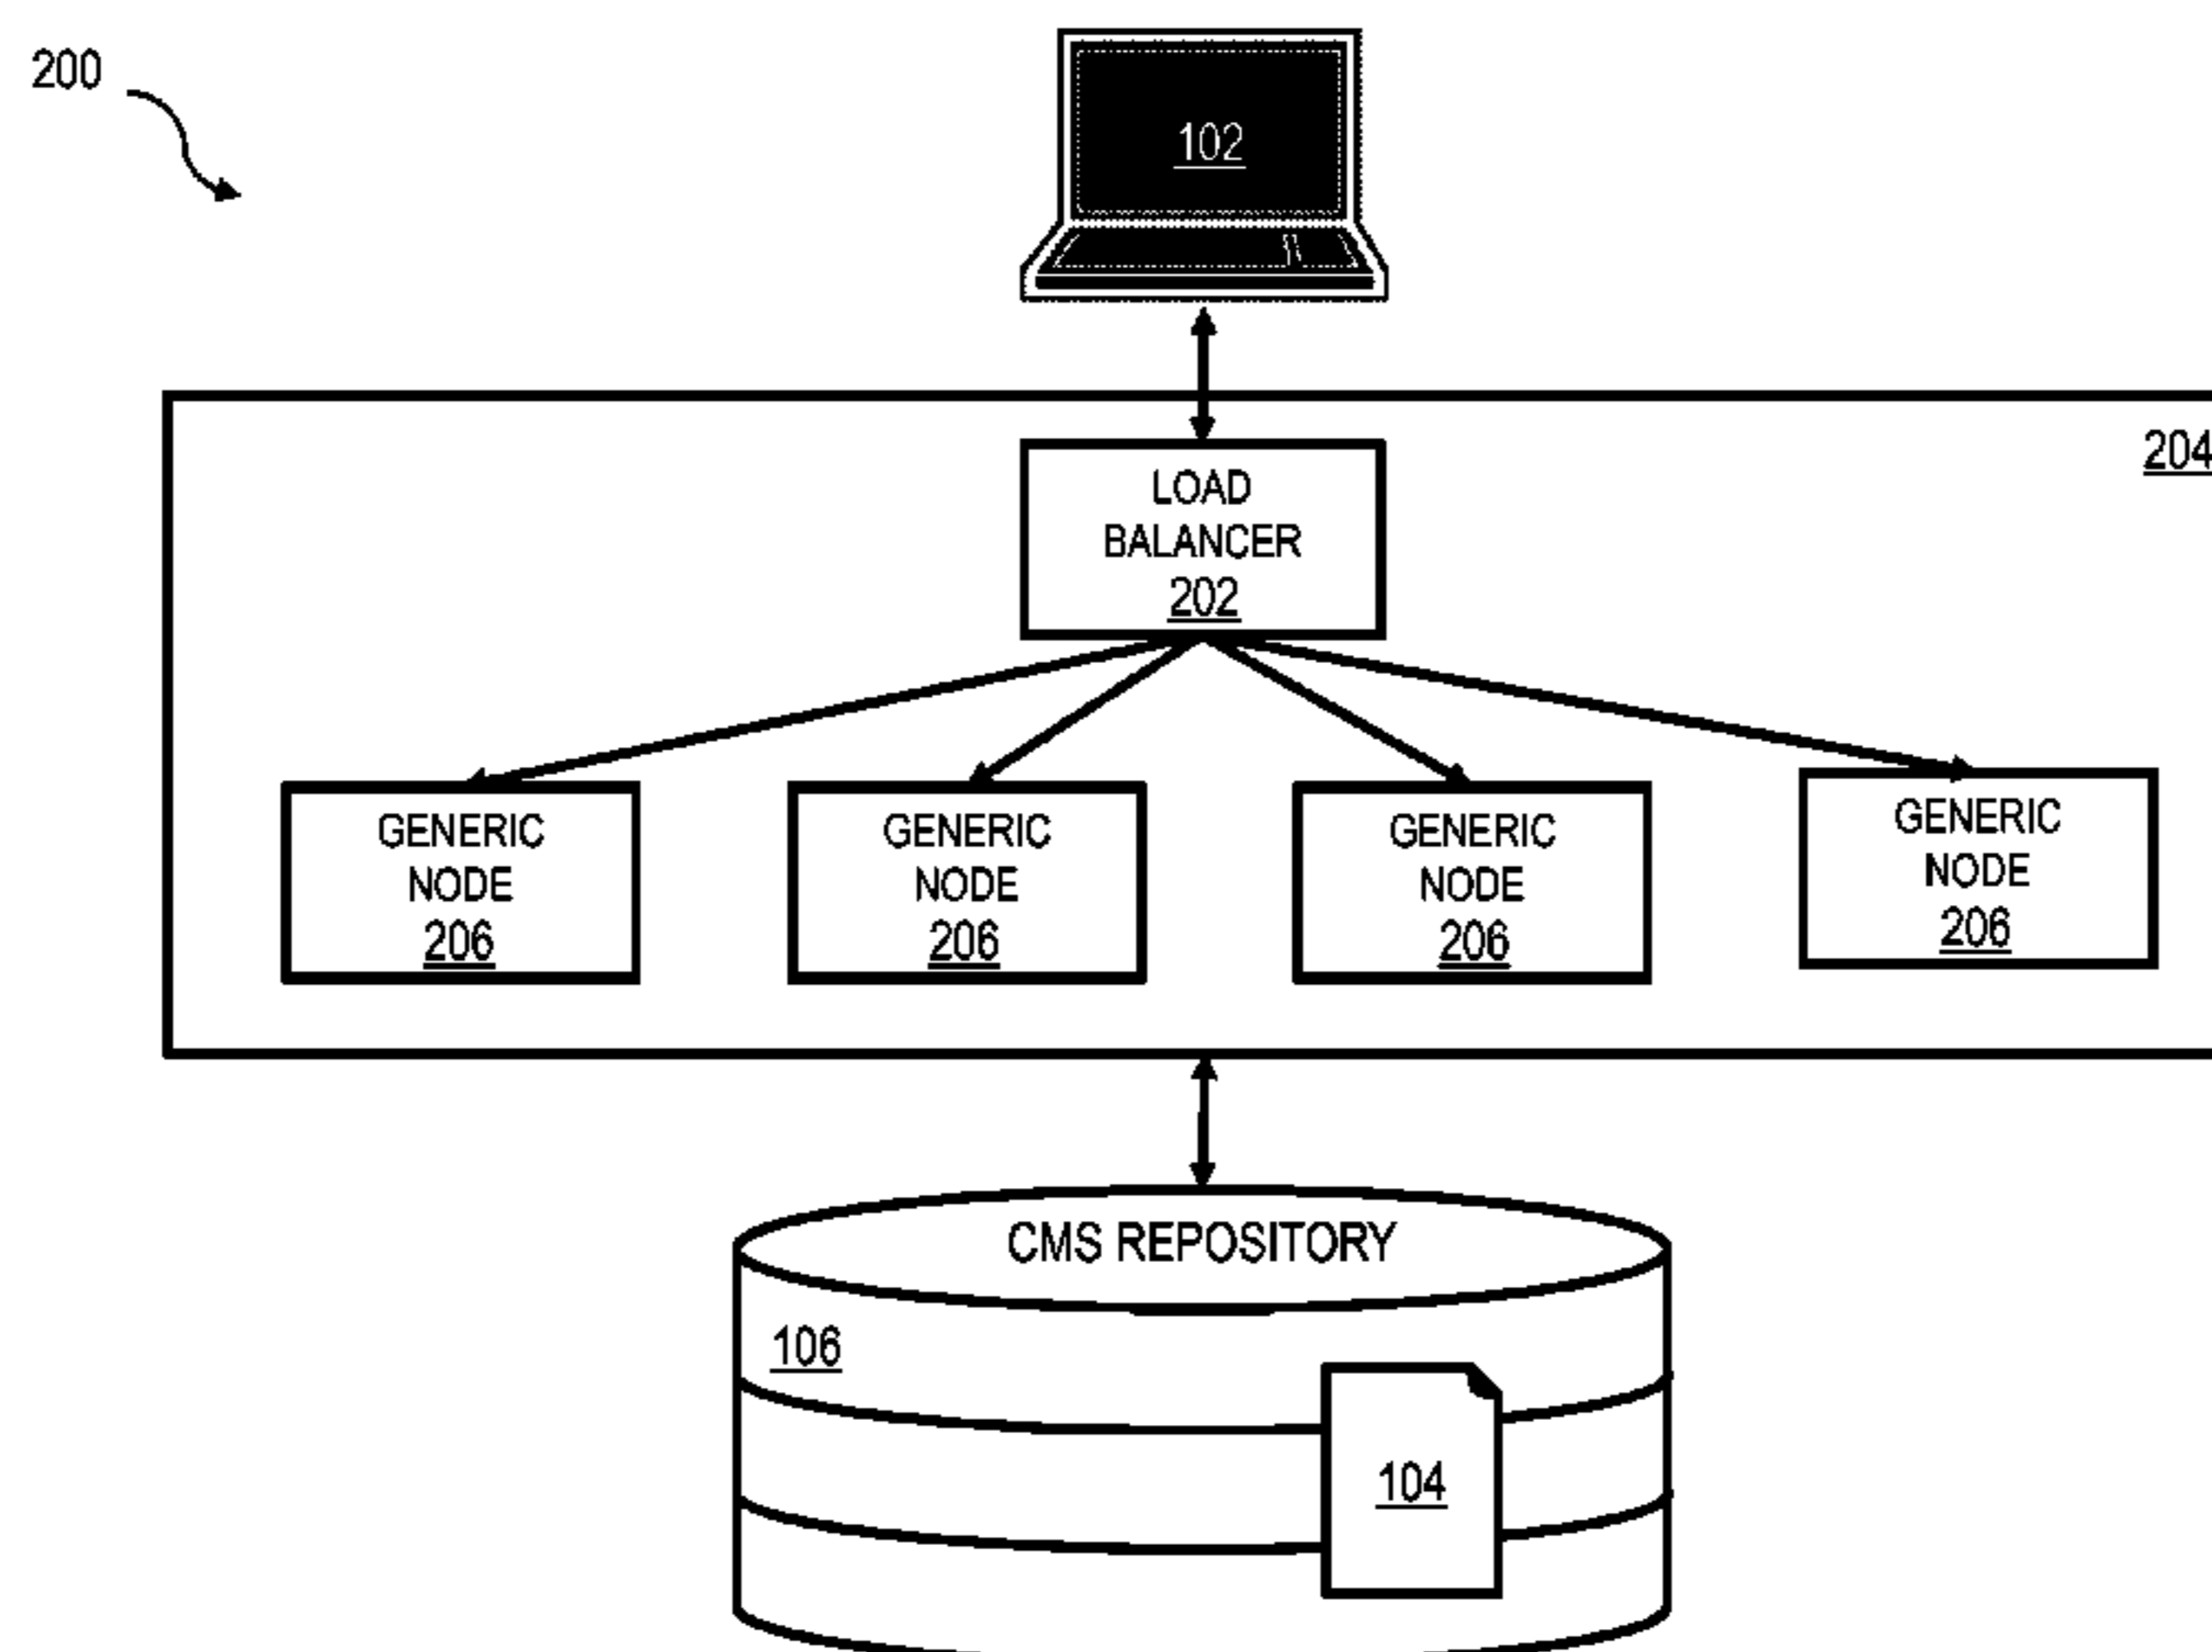 200
102
204
LOAD
BALANCER
202
GENERIC
NODE
206
GENERIC
NODE
206
GENERIC
NODE
206
GENERIC
NODE
206
CMS REPOSITORY
106
104